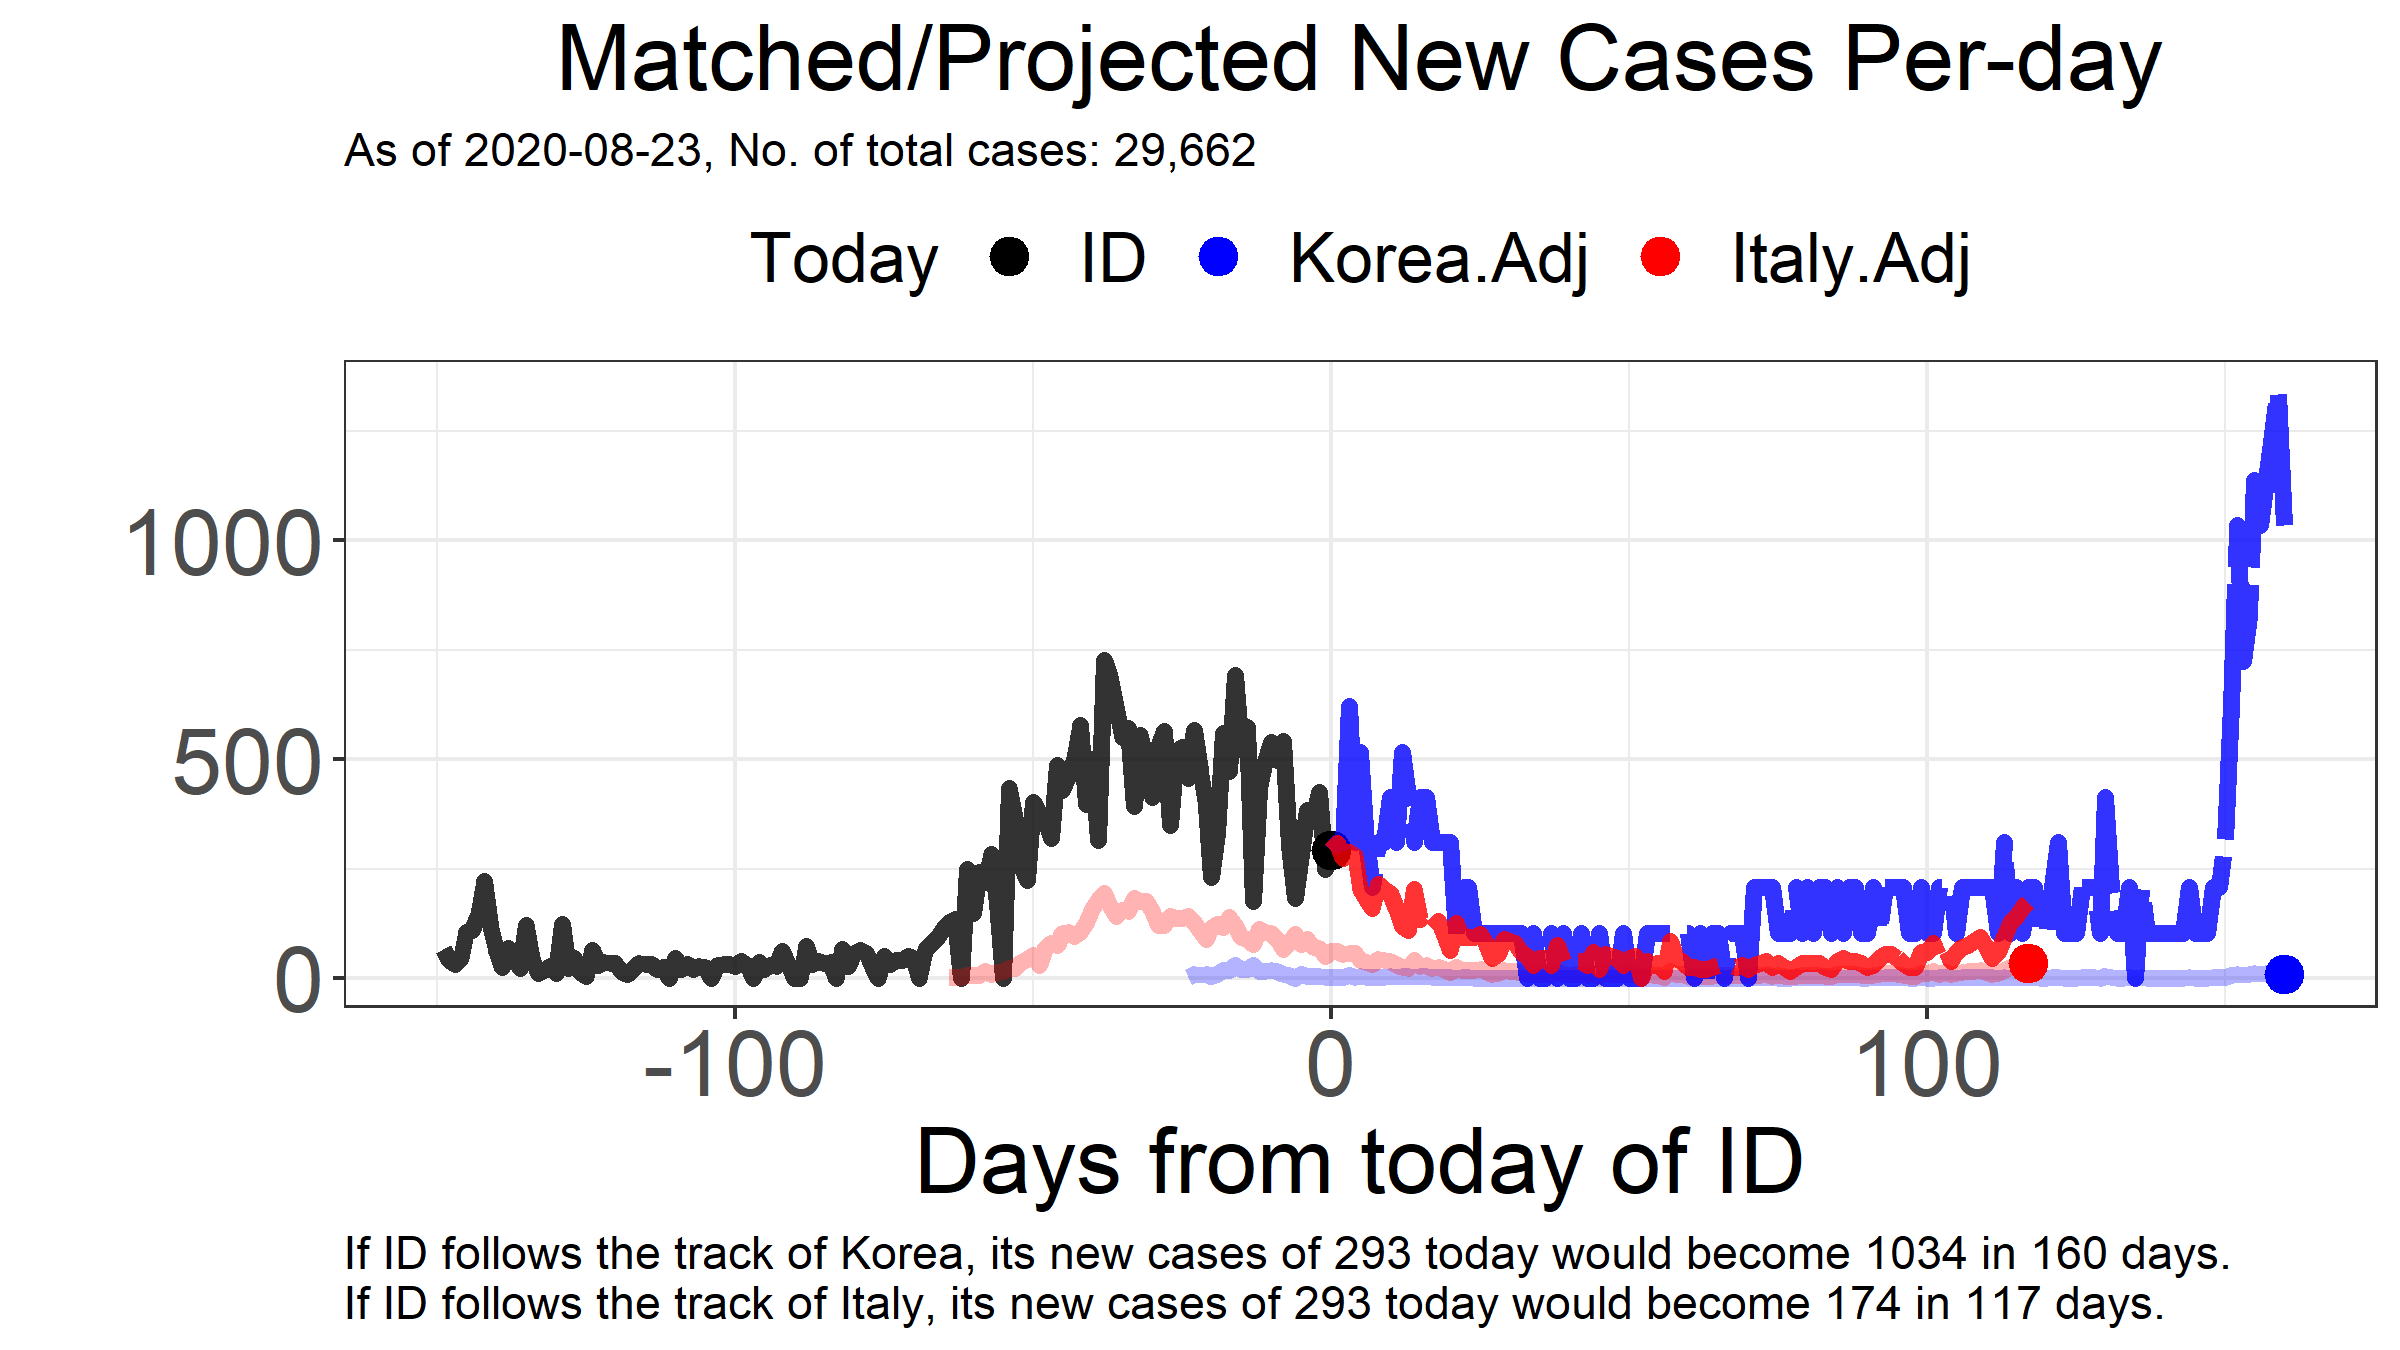 Matched/Projected New Cases Per-day
As of 2020-08-23, No. of total cases: 29,662
Today ID Korea.Adj Italy.Adj
1000
500
0
-100 0 100
Days from today of ID
If ID follows the track of Korea, its new cases of 293 today would become 1034 in 160 days.
If ID follows the track of Italy, its new cases of 293 today would become 174 in 117 days.